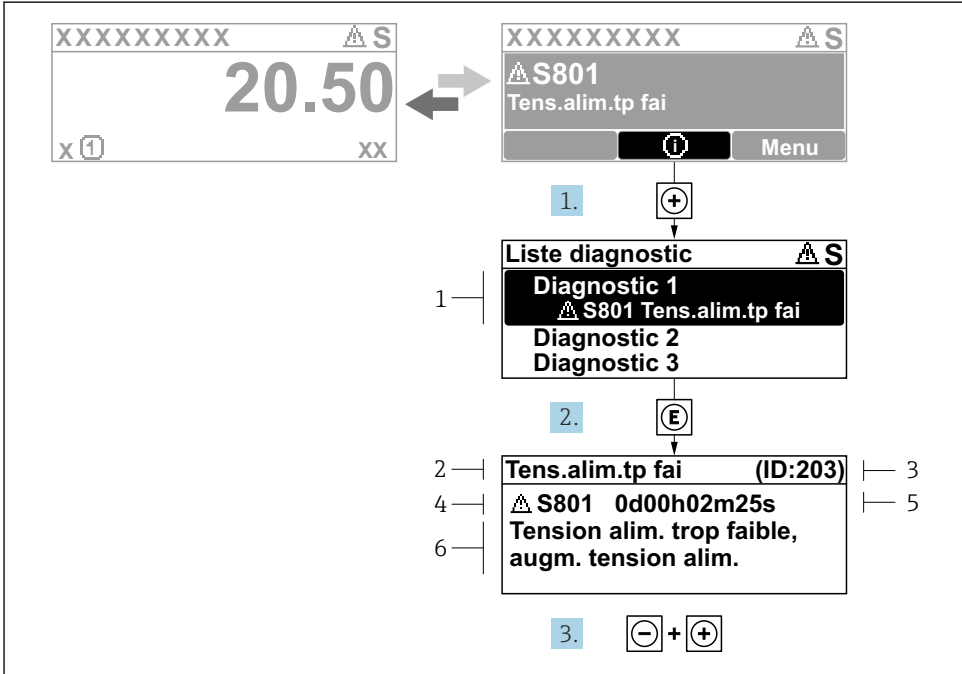 XXXXXXXXX ⚠ S
20.50
X ① XX
XXXXXXXXX ⚠ S
⚠ S801
Tens.alim.tp fai
ⓘ Menu
1. +
Liste diagnostic ⚠ S
1
Diagnostic 1
⚠ S801 Tens.alim.tp fai
Diagnostic 2
Diagnostic 3
2. E
2 Tens.alim.tp fai (ID:203) 3
4 ⚠ S801 0d00h02m25s 5
6 Tension alim. trop faible,
augm. tension alim.
3. − + +